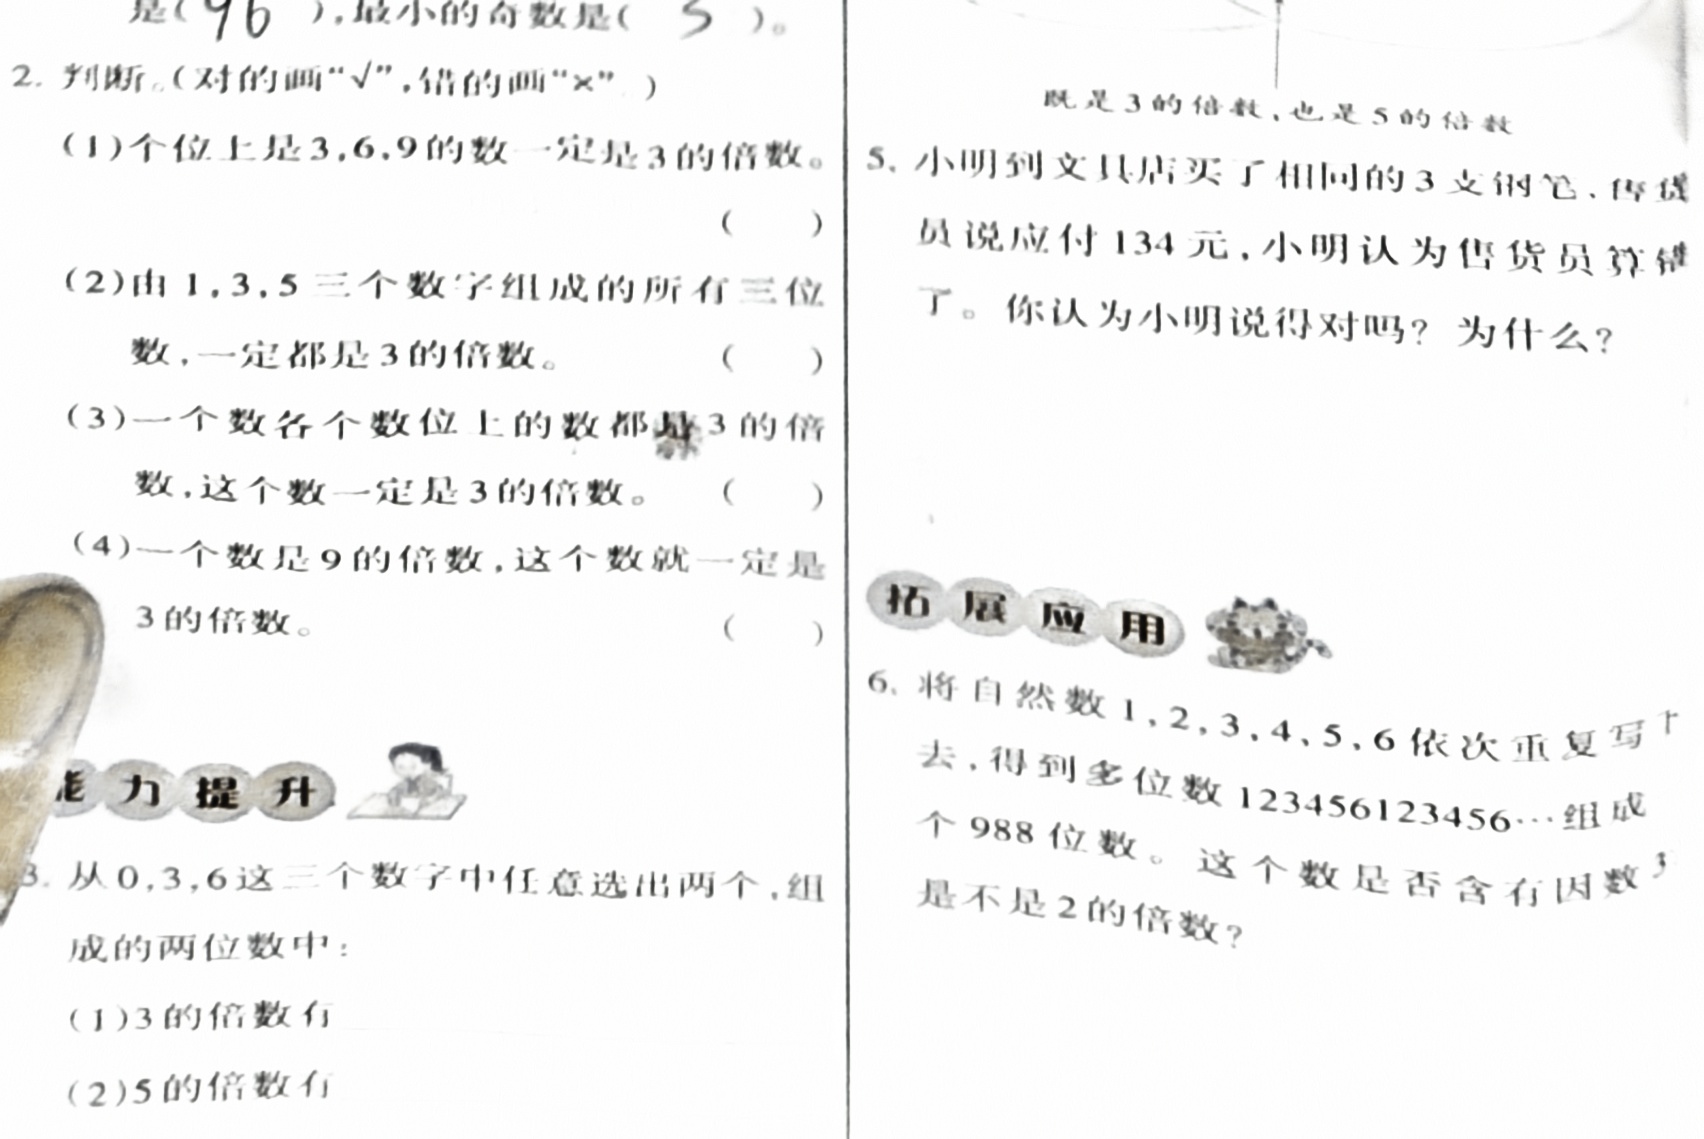 是( 96 ),最小的奇数是( 5 )。
2. 判断。(对的画“√”,错的画“×”)
(1)个位上是3,6,9的数一定是3的倍数。
( )
(2)由1,3,5三个数字组成的所有三位
数,一定都是3的倍数。 ( )
(3)一个数各个数位上的数都是3的倍
数,这个数一定是3的倍数。 ( )
(4)一个数是9的倍数,这个数就一定是
3的倍数。 ( )
能力提升
3. 从0,3,6这三个数字中任意选出两个,组
成的两位数中:
(1)3的倍数有
(2)5的倍数有
既是3的倍数,也是5的倍数
5. 小明到文具店买了相同的3支钢笔,售货
员说应付134元,小明认为售货员算错
了。你认为小明说得对吗?为什么?
拓展应用
6. 将自然数1,2,3,4,5,6依次重复写
去,得到多位数123456123456…组成
个988位数。这个数是否含有因数3
是不是2的倍数?